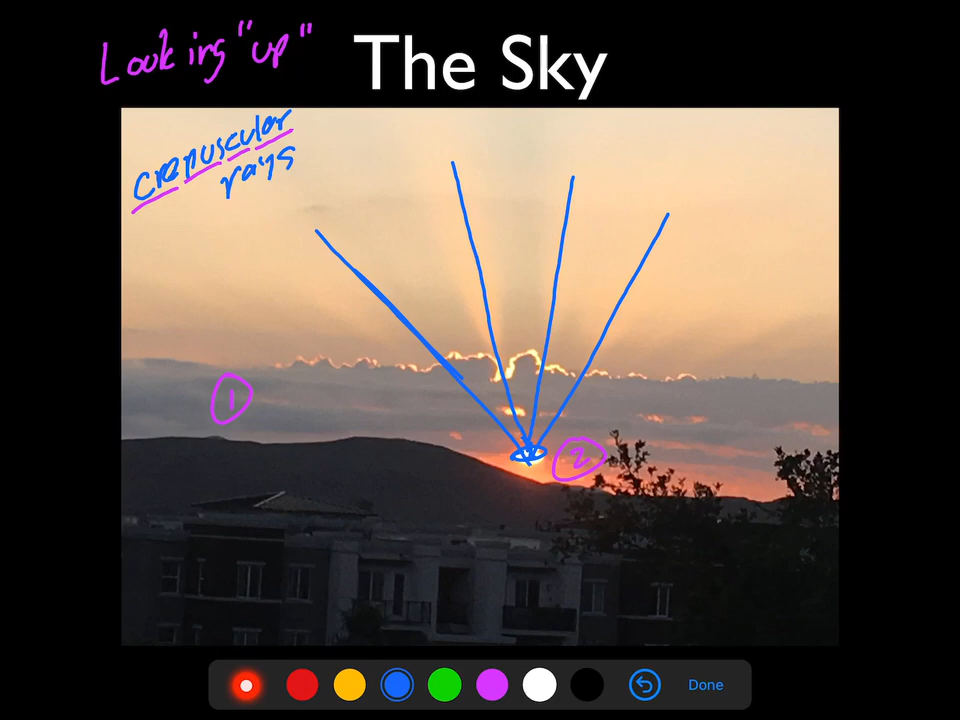 Looking "up"
The Sky
crepuscular
rays
1
2
Done